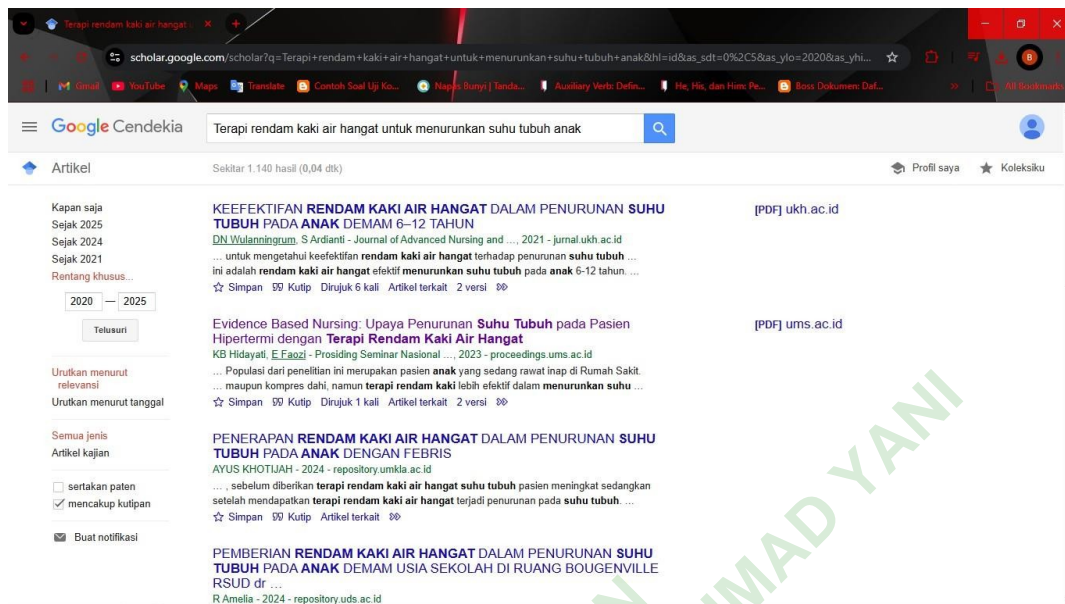 Terapi rendam kaki air hangat u
scholar.google.com/scholar?q=Terapi+rendam+kaki+air+hangat+untuk+menurunkan+suhu+tubuh+anak&hl=id&as_sdt=0%2C5&as_ylo=2020&as_yhi...
B
Gmail YouTube Maps Translate Contoh Soal Uji Ko... Napas Bunyi | Tanda... Auxiliary Verb: Defin... He, His, dan Him: Pe... Boss Dokumen: Daf... » All Bookmarks
Google Cendekia
Terapi rendam kaki air hangat untuk menurunkan suhu tubuh anak
Artikel
Sekitar 1.140 hasil (0,04 dtk)
Profil saya
Koleksiku
Kapan saja
Sejak 2025
Sejak 2024
Sejak 2021
Rentang khusus...
2020 — 2025
Telusuri
Urutkan menurut
relevansi
Urutkan menurut tanggal
Semua jenis
Artikel kajian
sertakan paten
mencakup kutipan
Buat notifikasi
KEEFEKTIFAN RENDAM KAKI AIR HANGAT DALAM PENURUNAN SUHU
TUBUH PADA ANAK DEMAM 6–12 TAHUN
DN Wulanningrum, S Ardianti - Journal of Advanced Nursing and ..., 2021 - jurnal.ukh.ac.id
... untuk mengetahui keefektifan rendam kaki air hangat terhadap penurunan suhu tubuh ...
ini adalah rendam kaki air hangat efektif menurunkan suhu tubuh pada anak 6-12 tahun. ...
Simpan Kutip Dirujuk 6 kali Artikel terkait 2 versi
[PDF] ukh.ac.id
Evidence Based Nursing: Upaya Penurunan Suhu Tubuh pada Pasien
Hipertermi dengan Terapi Rendam Kaki Air Hangat
KB Hidayati, E Faozi - Prosiding Seminar Nasional ..., 2023 - proceedings.ums.ac.id
... Populasi dari penelitian ini merupakan pasien anak yang sedang rawat inap di Rumah Sakit.
... maupun kompres dahi, namun terapi rendam kaki lebih efektif dalam menurunkan suhu ...
Simpan Kutip Dirujuk 1 kali Artikel terkait 2 versi
[PDF] ums.ac.id
PENERAPAN RENDAM KAKI AIR HANGAT DALAM PENURUNAN SUHU
TUBUH PADA ANAK DENGAN FEBRIS
AYUS KHOTIJAH - 2024 - repository.umkla.ac.id
... , sebelum diberikan terapi rendam kaki air hangat suhu tubuh pasien meningkat sedangkan
setelah mendapatkan terapi rendam kaki air hangat terjadi penurunan pada suhu tubuh. ...
Simpan Kutip Artikel terkait
PEMBERIAN RENDAM KAKI AIR HANGAT DALAM PENURUNAN SUHU
TUBUH PADA ANAK DEMAM USIA SEKOLAH DI RUANG BOUGENVILLE
RSUD dr ...
R Amelia - 2024 - repository.uds.ac.id
MAD YANI